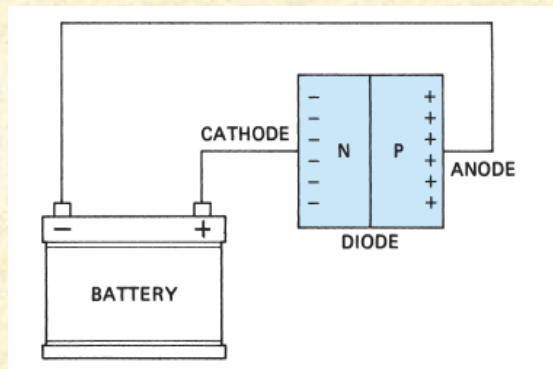 CATHODE
N P
ANODE
DIODE
− +
BATTERY
− +
− +
− +
− +
− +
− +